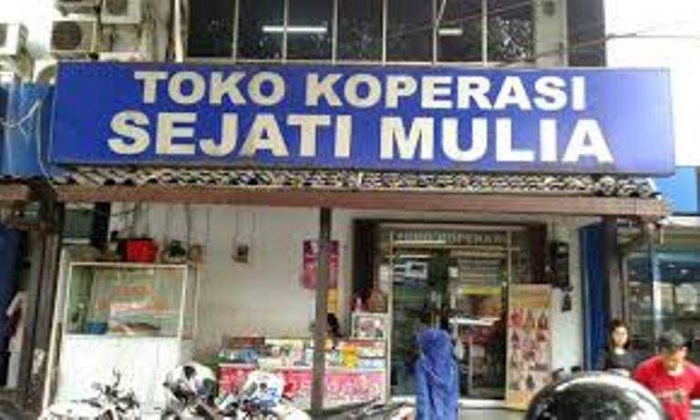 TOKO KOPERASI
SEJATI MULIA
TOKO KOPERASI